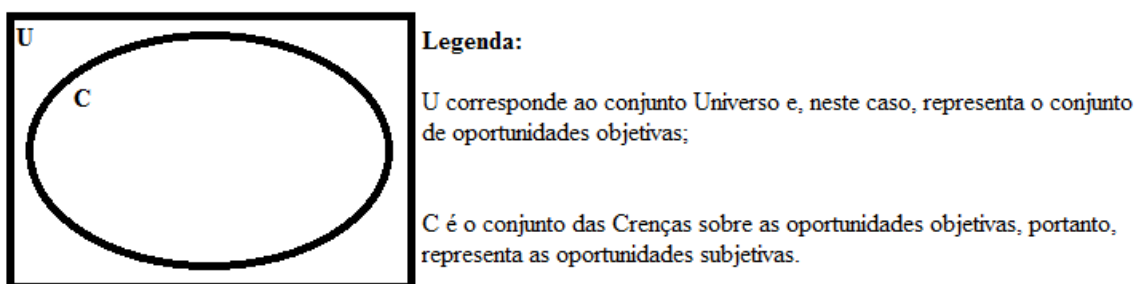 U
C
Legenda:
U corresponde ao conjunto Universo e, neste caso, representa o conjunto
de oportunidades objetivas;
C é o conjunto das Crenças sobre as oportunidades objetivas, portanto,
representa as oportunidades subjetivas.